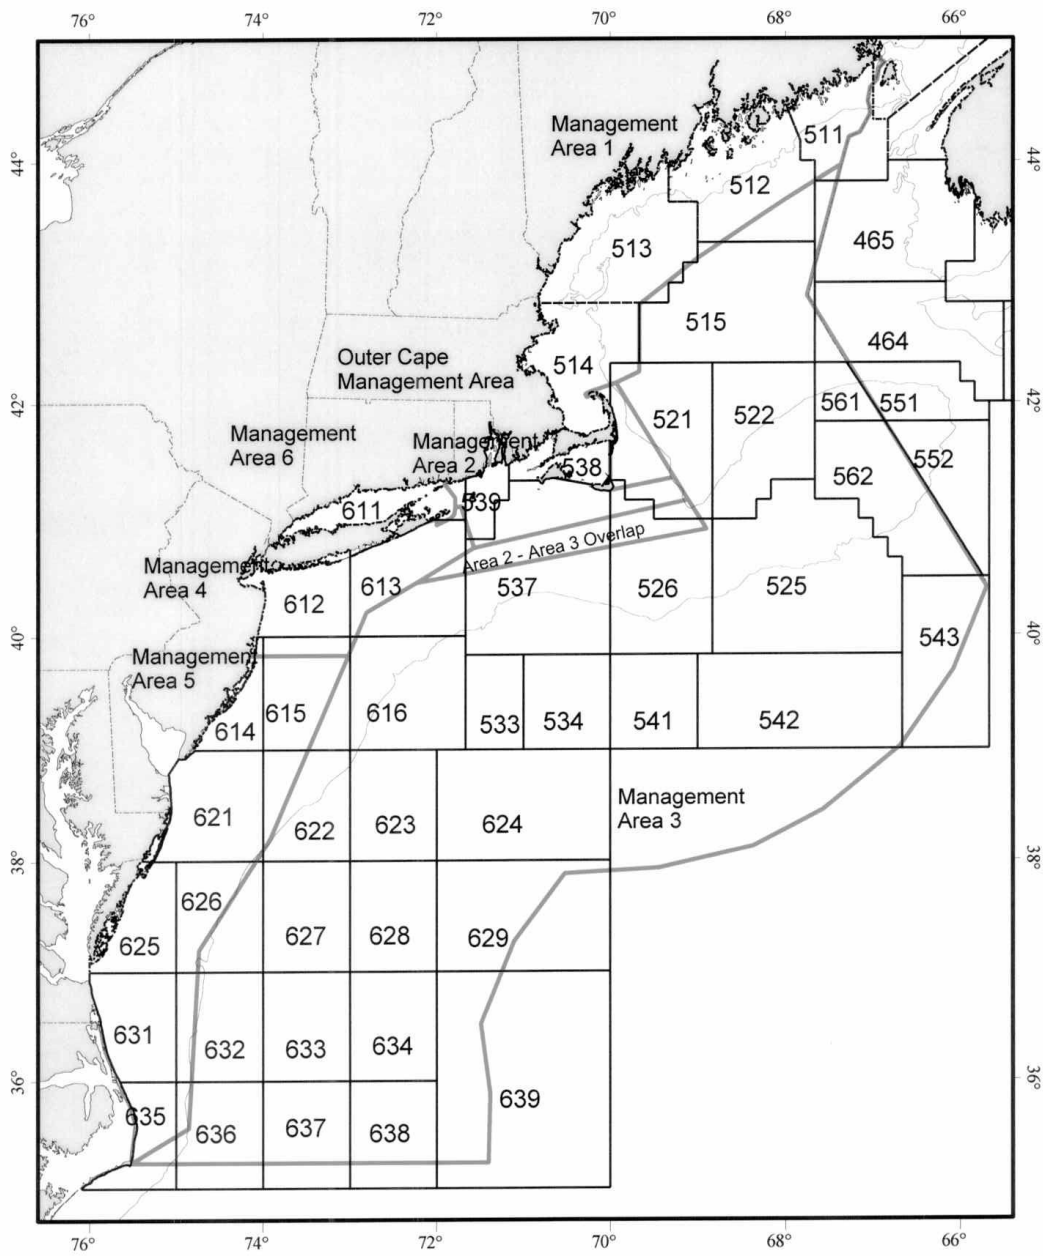 76° 74° 72° 70° 68° 66°
Management
Area 1
511
44° 44°
512
513
465
515
464
Outer Cape
Management Area
514
42° 42°
561 551
521 522
Management
Area 6
Management
Area 2
538
552
562
611
539
Area 2 - Area 3 Overlap
Management
Area 4
613
537 526 525
612
40° 40°
543
Management
Area 5
615 616
614
533 534 541 542
Management
Area 3
621
622 623 624
38° 38°
626
625
627 628 629
631
632 633 634
36° 36°
639
635
636 637 638
76° 74° 72° 70° 68° 66°